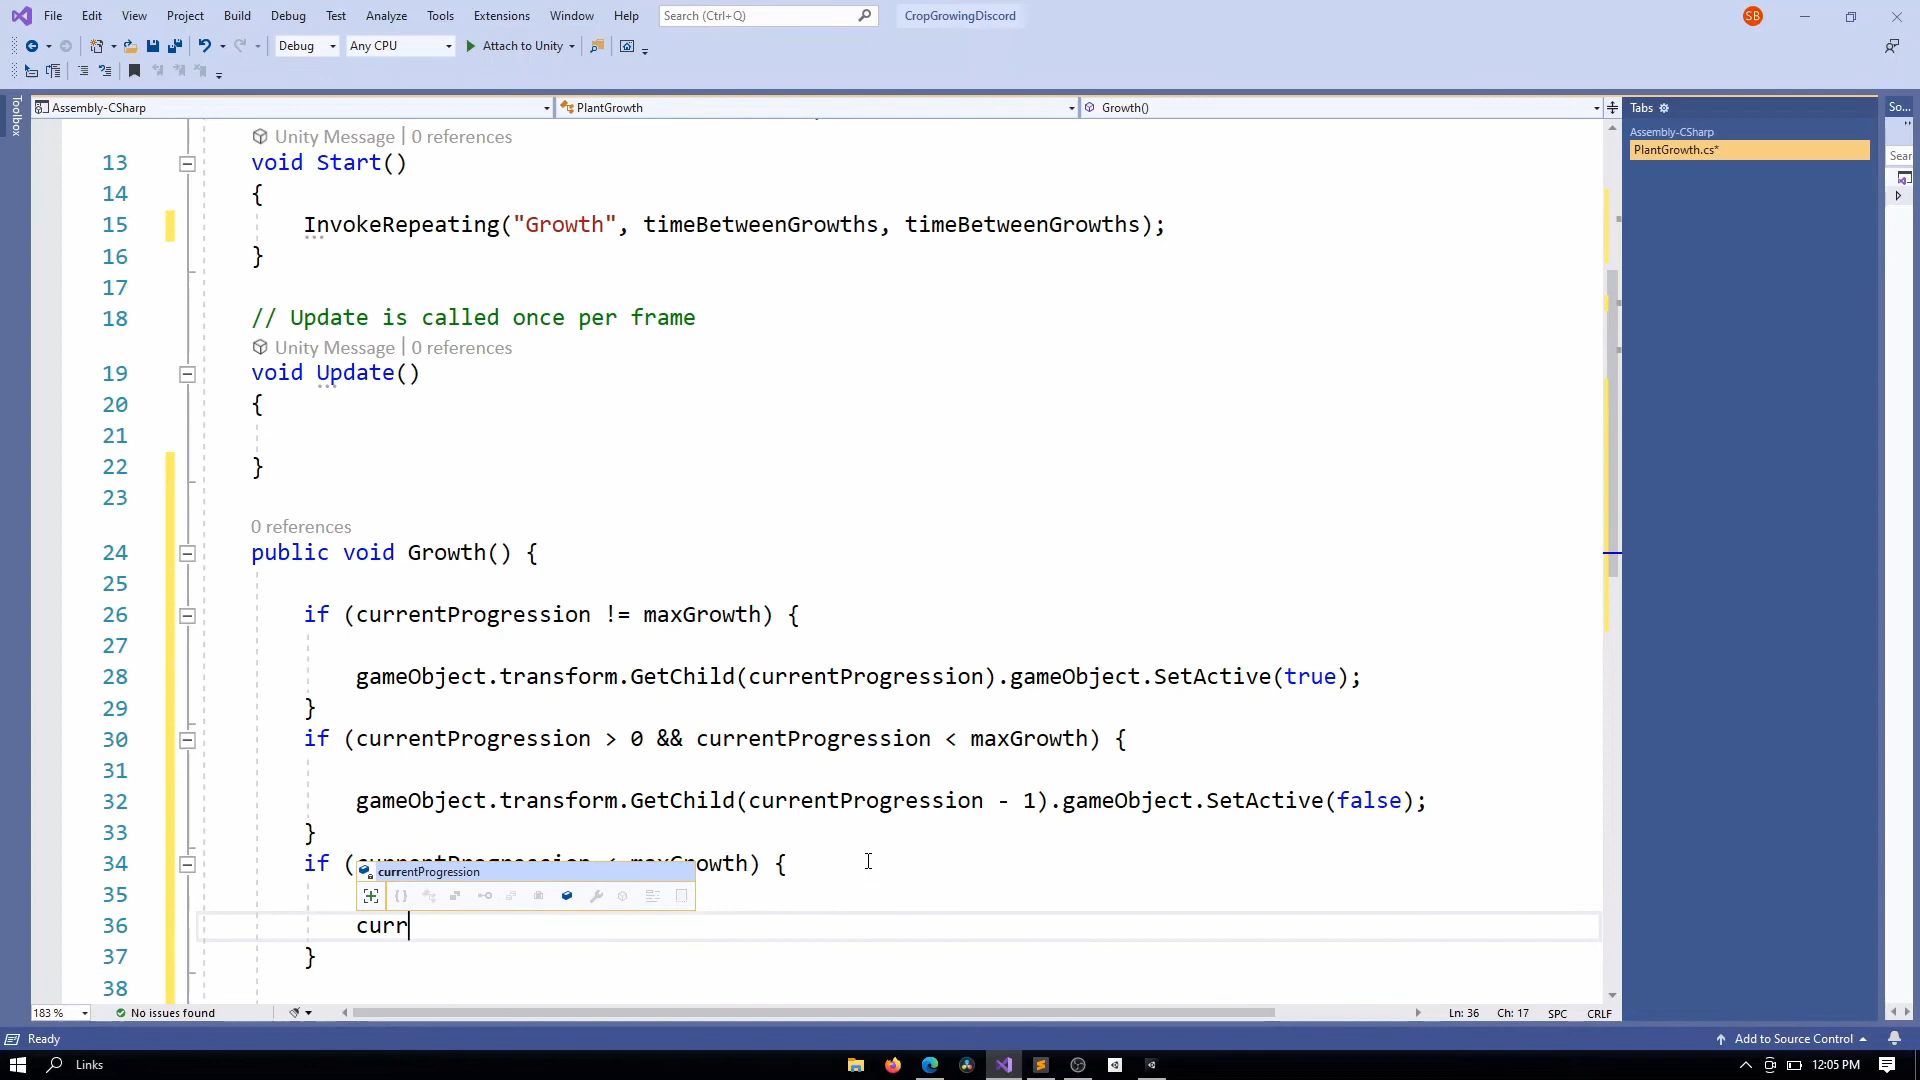 File Edit View Project Build Debug Test Analyze Tools Extensions Window Help Search (Ctrl+Q) CropGrowingDiscord SB
Debug Any CPU Attach to Unity
Toolbox
Assembly-CSharp PlantGrowth Growth() Tabs So...
Assembly-CSharp
PlantGrowth.cs*
Sear
Unity Message | 0 references
13 void Start()
14 {
15 InvokeRepeating("Growth", timeBetweenGrowths, timeBetweenGrowths);
16 }
17
18 // Update is called once per frame
Unity Message | 0 references
19 void Update()
20 {
21
22 }
23
0 references
24 public void Growth() {
25
26 if (currentProgression != maxGrowth) {
27
28 gameObject.transform.GetChild(currentProgression).gameObject.SetActive(true);
29 }
30 if (currentProgression > 0 && currentProgression < maxGrowth) {
31
32 gameObject.transform.GetChild(currentProgression - 1).gameObject.SetActive(false);
33 }
34 if (currentProgression < maxGrowth) {
currentProgression
35
36 curr
37 }
38
183 % No issues found Ln: 36 Ch: 17 SPC CRLF
Ready Add to Source Control
Links 12:05 PM